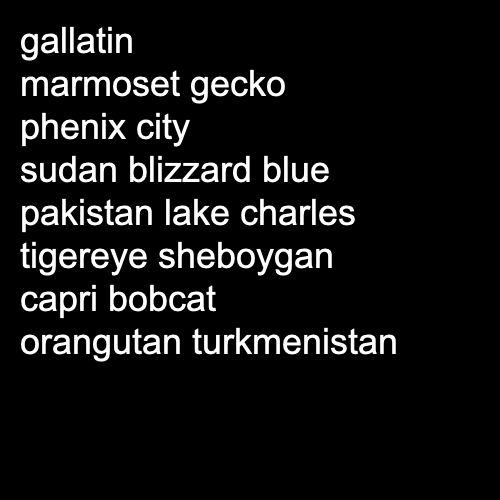 gallatin
marmoset gecko
phenix city
sudan blizzard blue
pakistan lake charles
tigereye sheboygan
capri bobcat
orangutan turkmenistan